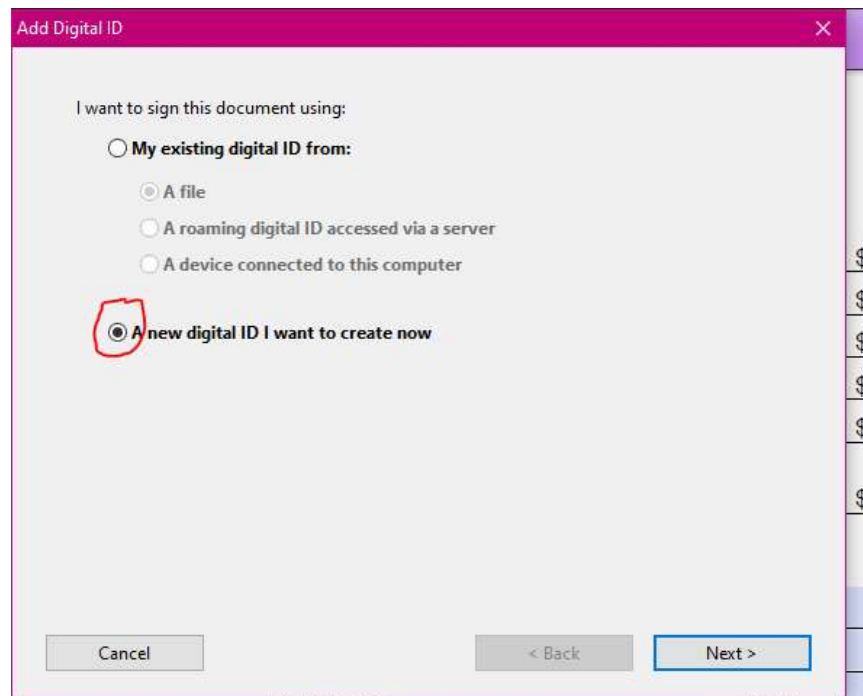 Add Digital ID
I want to sign this document using:
My existing digital ID from:
A file
A roaming digital ID accessed via a server
A device connected to this computer
A new digital ID I want to create now
$
$
$
$
$
$
Cancel
< Back
Next >